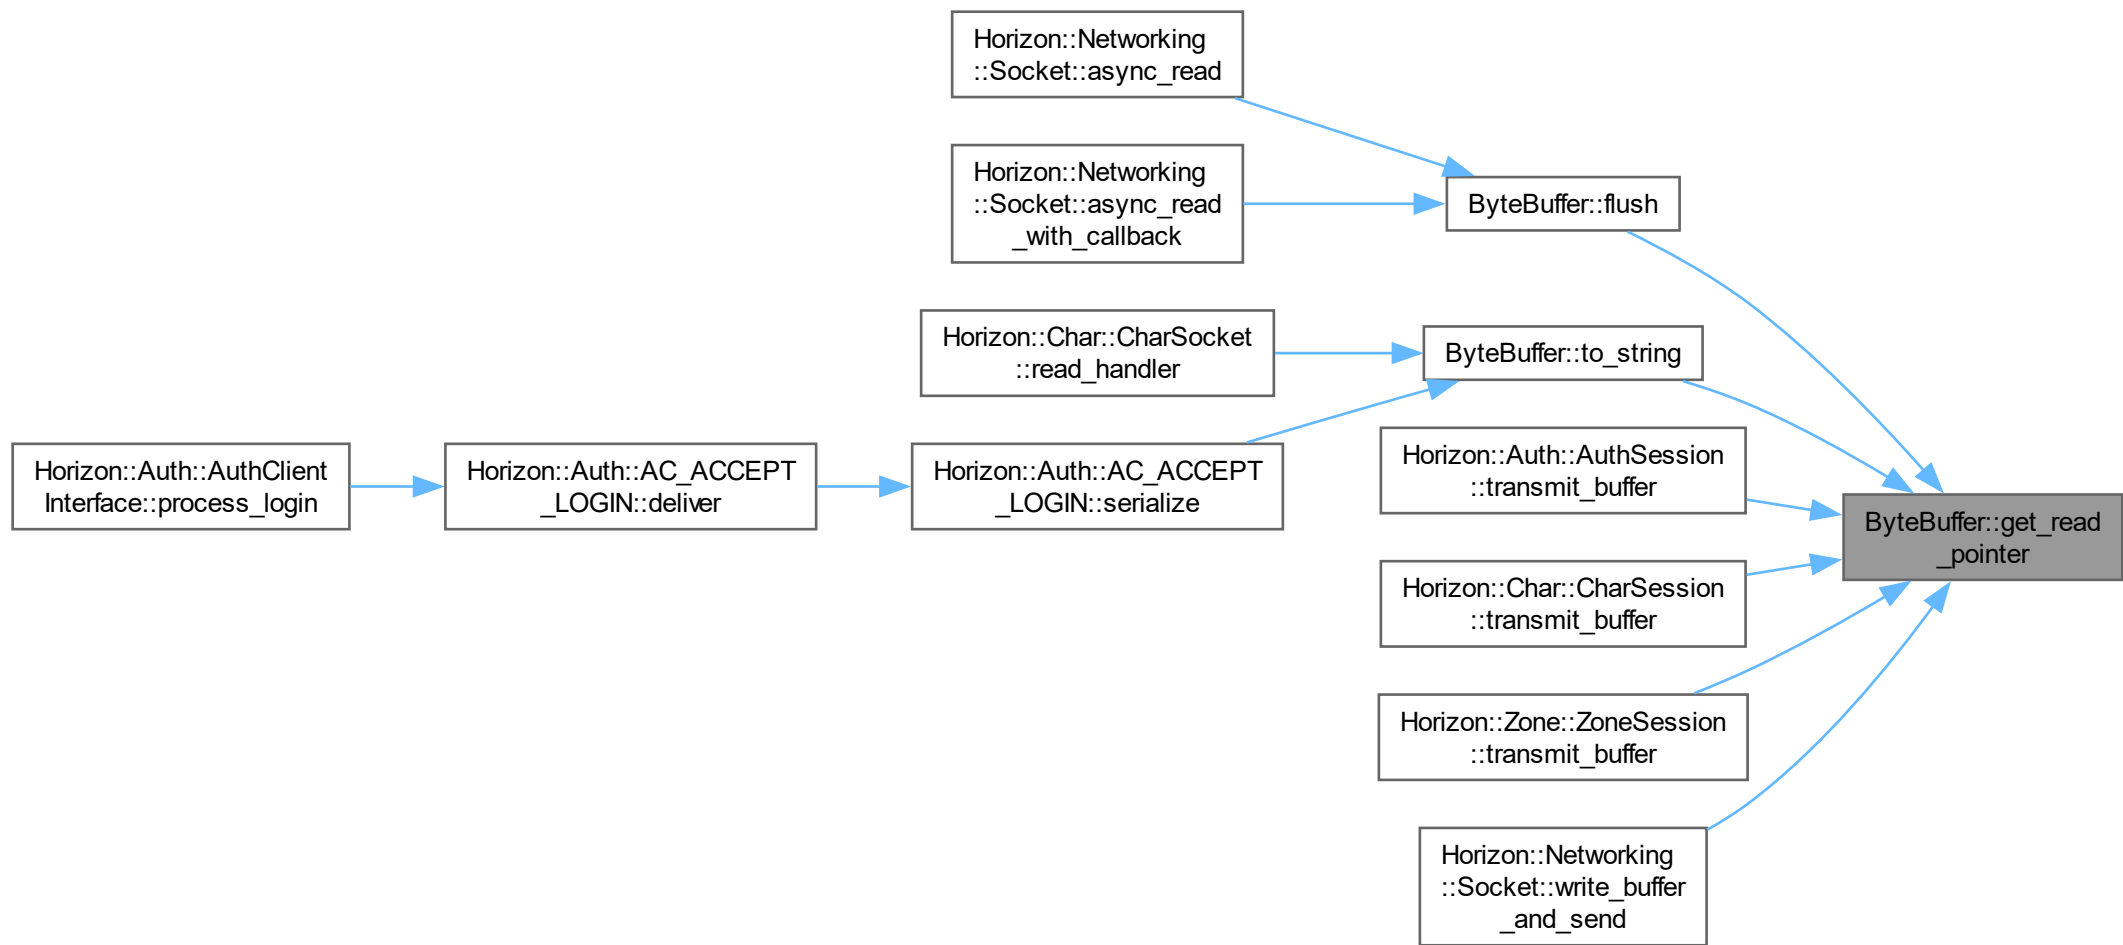 Horizon::Networking
::Socket::async_read
Horizon::Networking
::Socket::async_read
_with_callback
ByteBuffer::flush
Horizon::Char::CharSocket
::read_handler
ByteBuffer::to_string
Horizon::Auth::AuthClient
Interface::process_login
Horizon::Auth::AC_ACCEPT
_LOGIN::deliver
Horizon::Auth::AC_ACCEPT
_LOGIN::serialize
Horizon::Auth::AuthSession
::transmit_buffer
ByteBuffer::get_read
_pointer
Horizon::Char::CharSession
::transmit_buffer
Horizon::Zone::ZoneSession
::transmit_buffer
Horizon::Networking
::Socket::write_buffer
_and_send